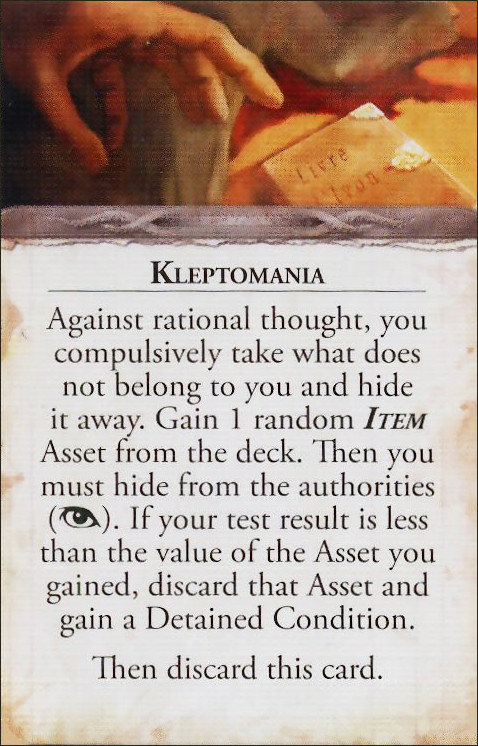 Livre
KLEPTOMANIA
Against rational thought, you
compulsively take what does
not belong to you and hide
it away. Gain 1 random ITEM
Asset from the deck. Then you
must hide from the authorities
( ). If your test result is less
than the value of the Asset you
gained, discard that Asset and
gain a Detained Condition.
Then discard this card.